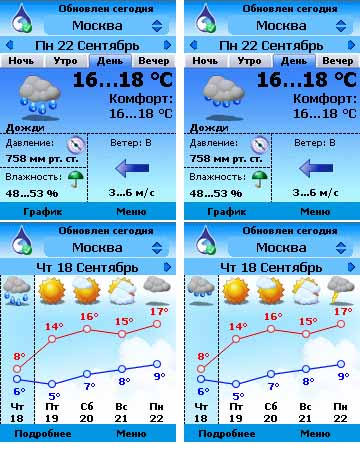 Обновлен сегодня
Москва
Пн 22 Сентябрь
Ночь Утро День Вечер
16...18 °C
Комфорт:
16...18 °C
Дожди
Давление:
758 мм рт. ст.
Ветер: В
Влажность:
48...53 %
3...6 м/с
График Меню
Обновлен сегодня
Москва
Пн 22 Сентябрь
Ночь Утро День Вечер
16...18 °C
Комфорт:
16...18 °C
Дожди
Давление:
758 мм рт. ст.
Ветер: В
Влажность:
48...53 %
3...6 м/с
График Меню
Обновлен сегодня
Москва
Чт 18 Сентябрь
8° 14° 16° 15° 17°
6° 5° 7° 8° 9°
Чт Пт Сб Вс Пн
18 19 20 21 22
Подробнее Меню
Обновлен сегодня
Москва
Чт 18 Сентябрь
8° 14° 16° 15° 17°
6° 5° 7° 8° 9°
Чт Пт Сб Вс Пн
18 19 20 21 22
Подробнее Меню